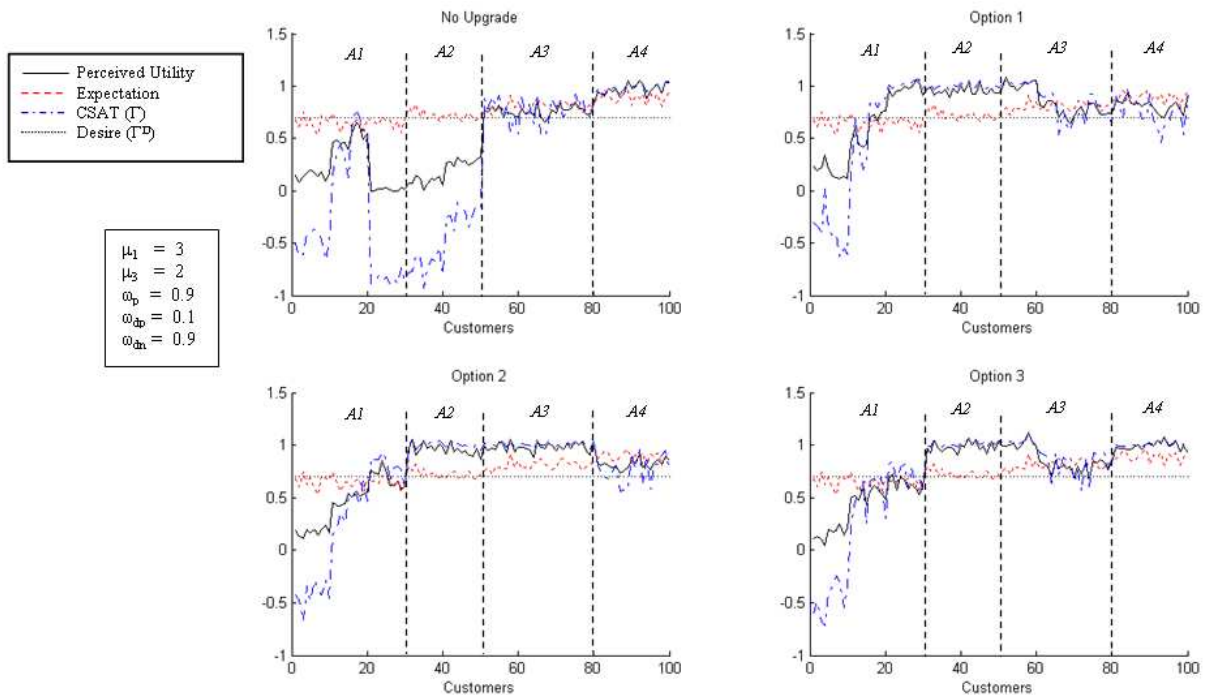 No Upgrade
1.5
1
0.5
0
-0.5
-1
A1 A2 A3 A4
0 20 40 60 80 100
Customers
Option 1
1.5
1
0.5
0
-0.5
-1
A1 A2 A3 A4
0 20 40 60 80 100
Customers
Perceived Utility
Expectation
CSAT (Γ)
Desire (Γᴰ)
μ₁ = 3
μ₃ = 2
ωₚ = 0.9
ω_dp = 0.1
ω_dn = 0.9
Option 2
1.5
1
0.5
0
-0.5
-1
A1 A2 A3 A4
0 20 40 60 80 100
Customers
Option 3
1.5
1
0.5
0
-0.5
-1
A1 A2 A3 A4
0 20 40 60 80 100
Customers